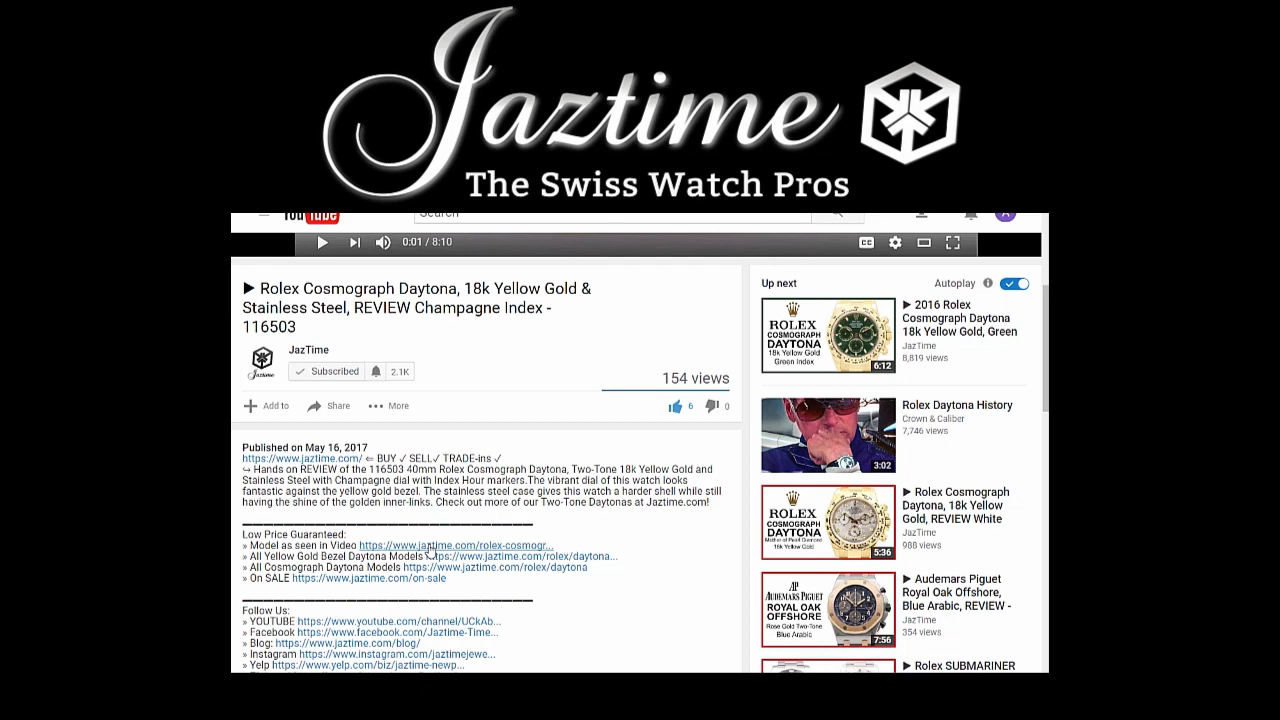 Jaztime
The Swiss Watch Pros
YouTube
Search
0:01 / 8:10
CC
▶ Rolex Cosmograph Daytona, 18k Yellow Gold &
Stainless Steel, REVIEW Champagne Index -
116503
Jaztime
JazTime
✓ Subscribed 2.1K
154 views
+ Add to Share ••• More
6 0
Published on May 16, 2017
https://www.jaztime.com/ ⇐ BUY ✓ SELL✓ TRADE-ins ✓
↪ Hands on REVIEW of the 116503 40mm Rolex Cosmograph Daytona, Two-Tone 18k Yellow Gold and
Stainless Steel with Champagne dial with Index Hour markers.The vibrant dial of this watch looks
fantastic against the yellow gold bezel. The stainless steel case gives this watch a harder shell while still
having the shine of the golden inner-links. Check out more of our Two-Tone Daytonas at Jaztime.com!
Low Price Guaranteed:
» Model as seen in Video https://www.jaztime.com/rolex-cosmogr...
» All Yellow Gold Bezel Daytona Models https://www.jaztime.com/rolex/daytona...
» All Cosmograph Daytona Models https://www.jaztime.com/rolex/daytona
» On SALE https://www.jaztime.com/on-sale
Follow Us:
» YOUTUBE https://www.youtube.com/channel/UCkAb...
» Facebook https://www.facebook.com/Jaztime-Time...
» Blog: https://www.jaztime.com/blog/
» Instagram https://www.instagram.com/jaztimejewe...
» Yelp https://www.yelp.com/biz/jaztime-newp...
Up next
Autoplay
ROLEX
COSMOGRAPH
DAYTONA
18k Yellow Gold
Green Index
6:12
▶ 2016 Rolex
Cosmograph Daytona
18k Yellow Gold, Green
JazTime
8,819 views
3:02
Rolex Daytona History
Crown & Caliber
7,746 views
ROLEX
COSMOGRAPH
DAYTONA
Mother of Pearl Diamond
18k Yellow Gold
5:36
▶ Rolex Cosmograph
Daytona, 18k Yellow
Gold, REVIEW White
JazTime
988 views
AP
AUDEMARS PIGUET
ROYAL OAK
OFFSHORE
Rose Gold Two-Tone
Blue Arabic
7:56
▶ Audemars Piguet
Royal Oak Offshore,
Blue Arabic, REVIEW -
JazTime
354 views
▶ Rolex SUBMARINER